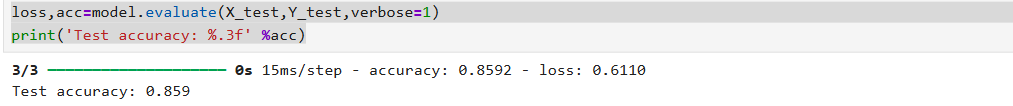 loss,acc=model.evaluate(X_test,Y_test,verbose=1)
print('Test accuracy: %.3f' %acc)
3/3 ━━━━━━━━━━━━━━━━━━━━ 0s 15ms/step - accuracy: 0.8592 - loss: 0.6110
Test accuracy: 0.859